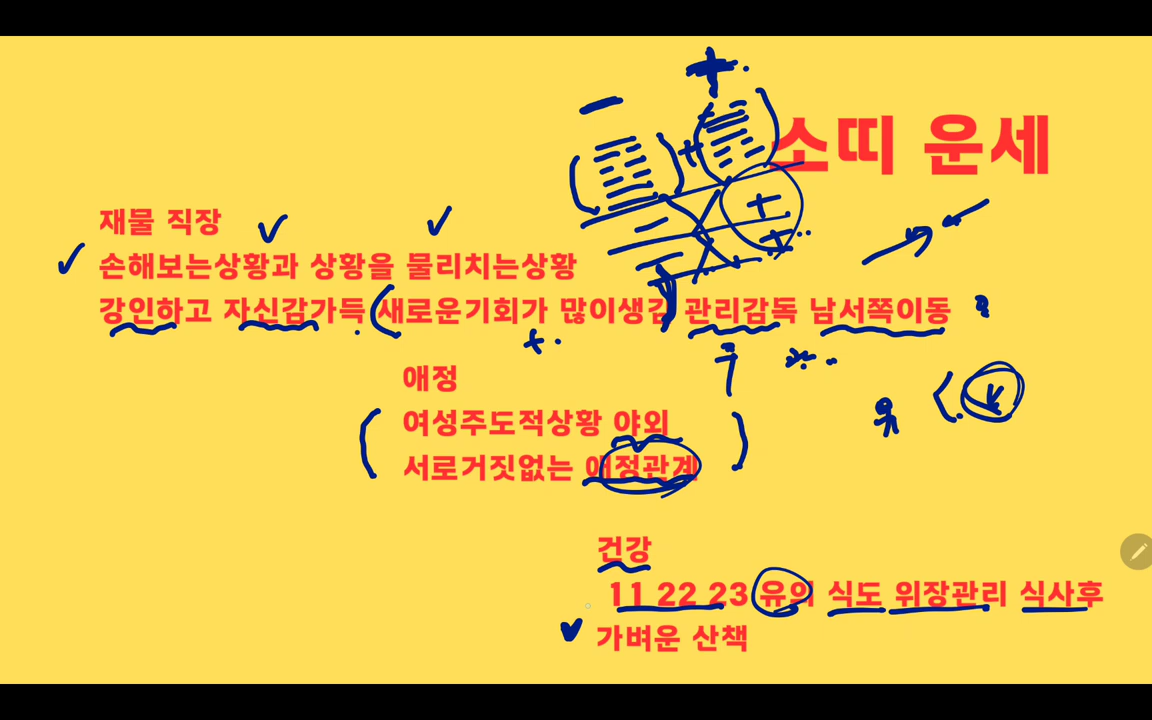 소띠 운세
재물 직장
손해보는상황과 상황을 물리치는상황
강인하고 자신감가득 새로운기회가 많이생김 관리감독 남서쪽이동
애정
여성주도적상황 야외
서로거짓없는 애정관계
건강
11 22 23 유의 식도 위장관리 식사후
가벼운 산책